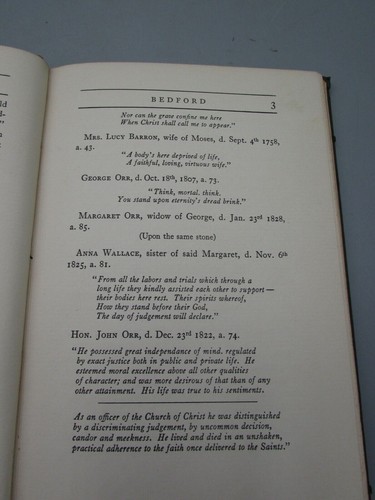 ld
d-
"
BEDFORD 3
Nor can the grave confine me here
When Christ shall call me to appear."
MRS. LUCY BARRON, wife of Moses, d. Sept. 4th 1758,
a. 43.
"A body's here deprived of life,
A faithful, loving, virtuous wife."
GEORGE ORR, d. Oct. 18th, 1807, a. 73.
"Think, mortal. think.
You stand upon eternity's dread brink."
MARGARET ORR, widow of George, d. Jan. 23rd 1828,
a. 85.
(Upon the same stone)
ANNA WALLACE, sister of said Margaret, d. Nov. 6th
1825, a. 81.
"From all the labors and trials which through a
long life they kindly assisted each other to support—
their bodies here rest. Their spirits whereof,
How they stand before their God,
The day of judgement will declare."
HON. JOHN ORR, d. Dec. 23rd 1822, a. 74.
"He possessed great independence of mind. regulated
by exact justice both in public and private life. He
esteemed moral excellence above all other qualities
of character; and was more desirous of that than of any
other attainment. His life was true to his sentiments.
As an officer of the Church of Christ he was distinguished
by a discriminating judgement, by uncommon decision,
candor and meekness. He lived and died in an unshaken,
practical adherence to the faith once delivered to the Saints."